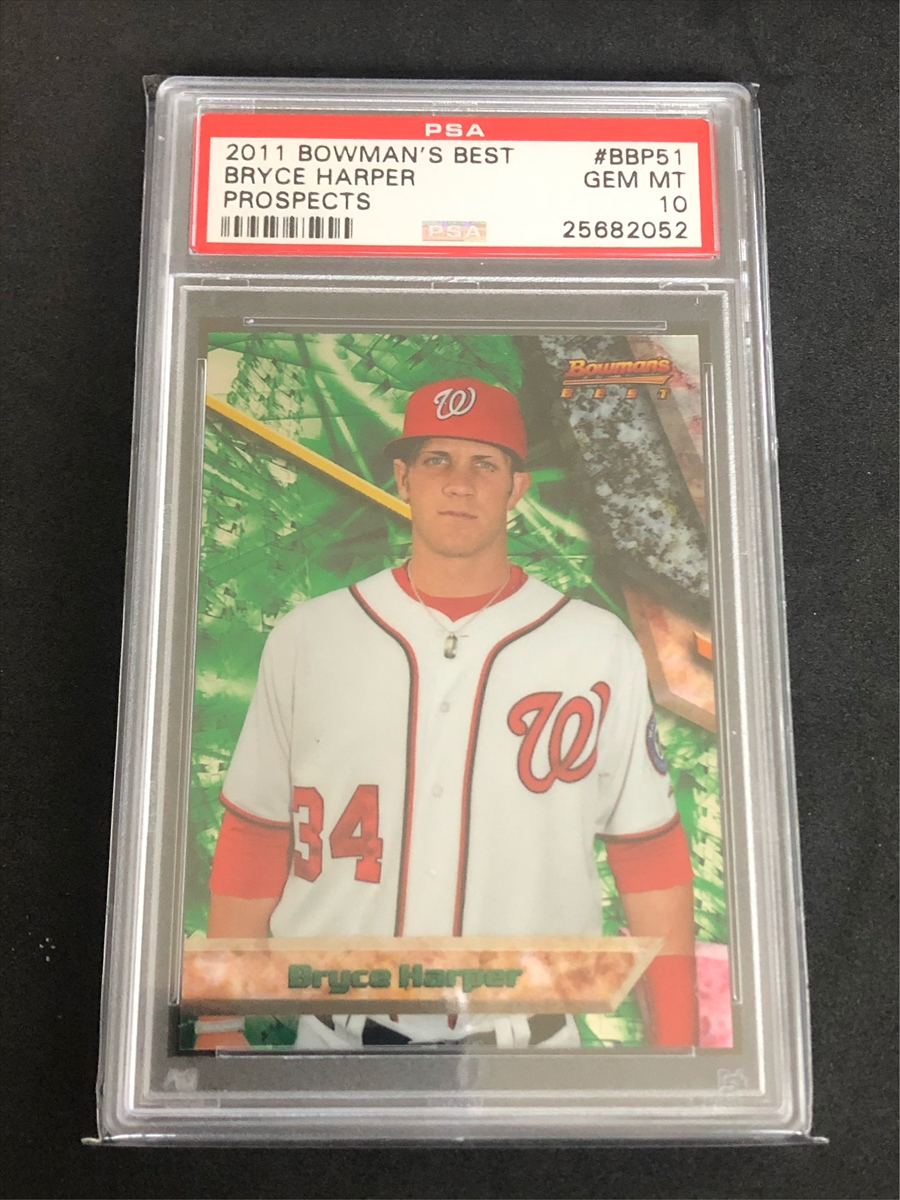 PSA
2011 BOWMAN'S BEST #BBP51
BRYCE HARPER GEM MT
PROSPECTS 10
PSA 25682052
Bowman's
BEST
W
W
34
Bryce Harper